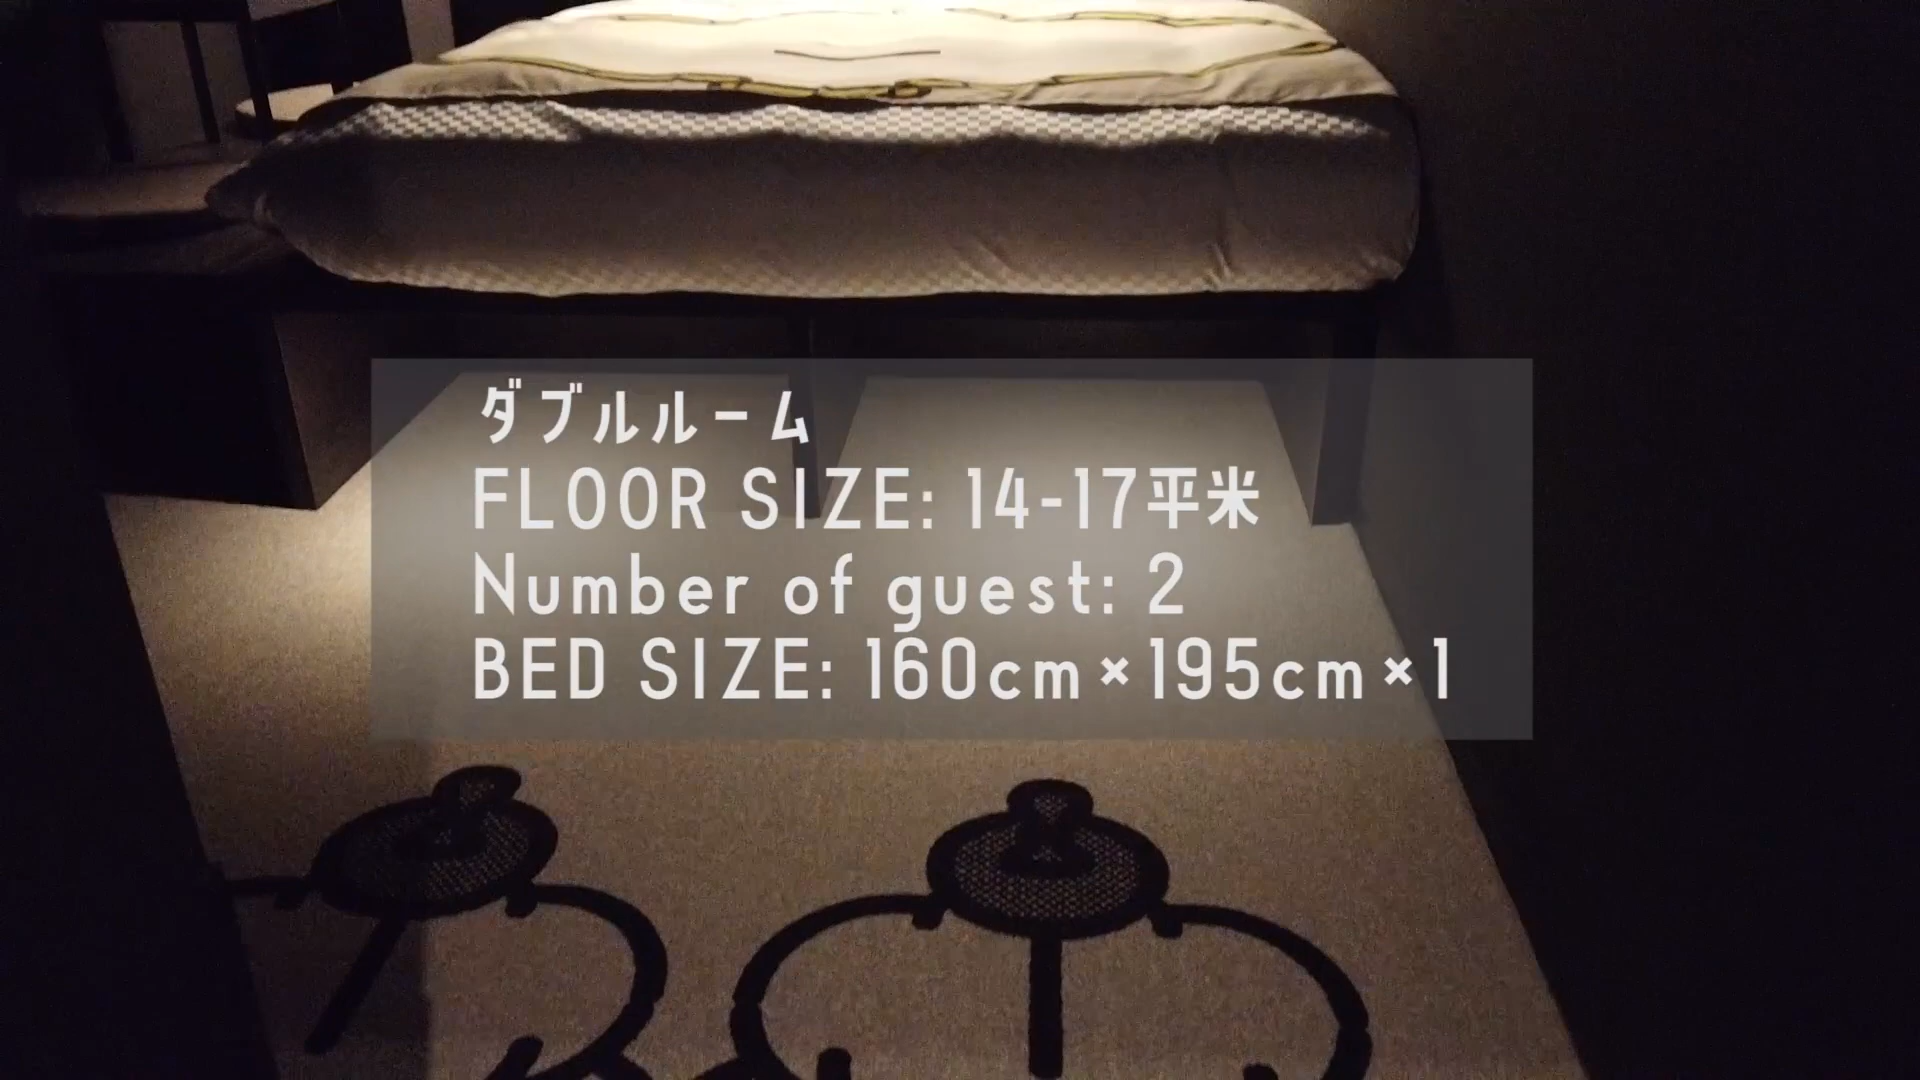 ダブルルーム
FLOOR SIZE: 14-17平米
Number of guest: 2
BED SIZE: 160cm×195cm×1